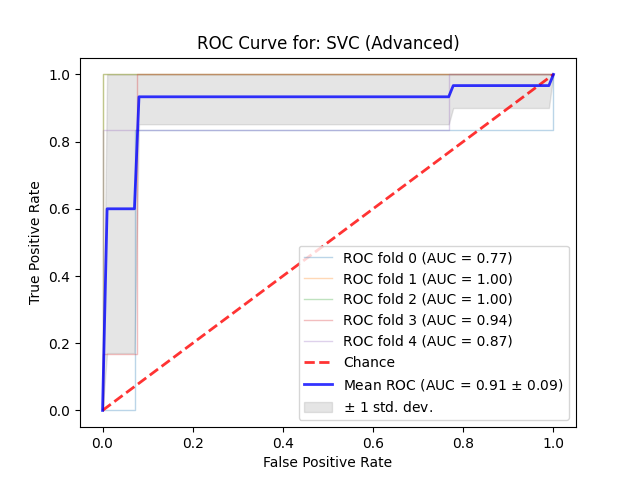 ROC Curve for: SVC (Advanced)
1.0
0.8
0.6
0.4
0.2
0.0
True Positive Rate
ROC fold 0 (AUC = 0.77)
ROC fold 1 (AUC = 1.00)
ROC fold 2 (AUC = 1.00)
ROC fold 3 (AUC = 0.94)
ROC fold 4 (AUC = 0.87)
Chance
Mean ROC (AUC = 0.91 ± 0.09)
± 1 std. dev.
0.0 0.2 0.4 0.6 0.8 1.0
False Positive Rate